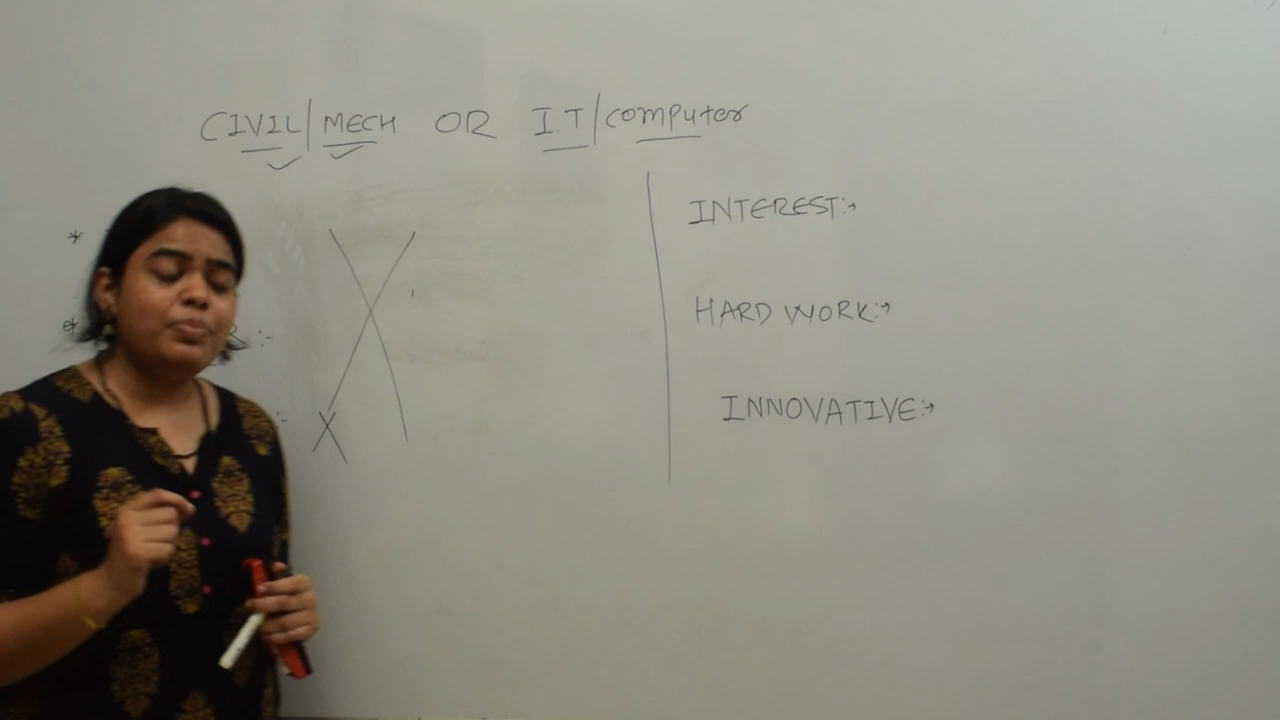 CIVIL/MECH OR I.T/computer
INTEREST:→
HARD WORK:→
INNOVATIVE:→